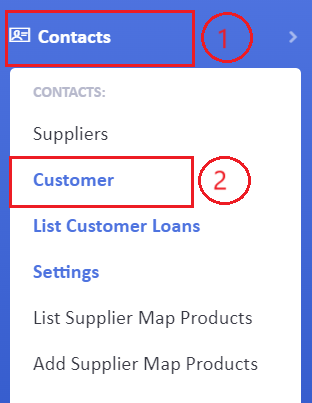 Contacts 1
CONTACTS:
Suppliers
Customer 2
List Customer Loans
Settings
List Supplier Map Products
Add Supplier Map Products